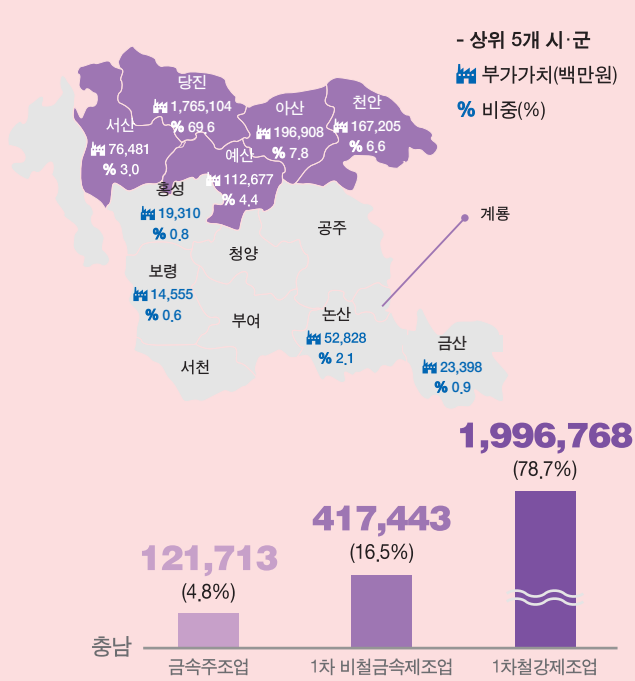 - 상위 5개 시·군
부가가치(백만원)
% 비중(%)
당진
1,765,104
% 69.6
아산
196,908
% 7.8
천안
167,205
% 6.6
서산
76,481
% 3.0
예산
112,677
% 4.4
홍성
19,310
% 0.8
계룡
공주
청양
보령
14,555
% 0.6
부여
논산
52,828
% 2.1
서천
금산
23,398
% 0.9
1,996,768
(78.7%)
417,443
(16.5%)
121,713
(4.8%)
충남
금속주조업
1차 비철금속제조업
1차철강제조업